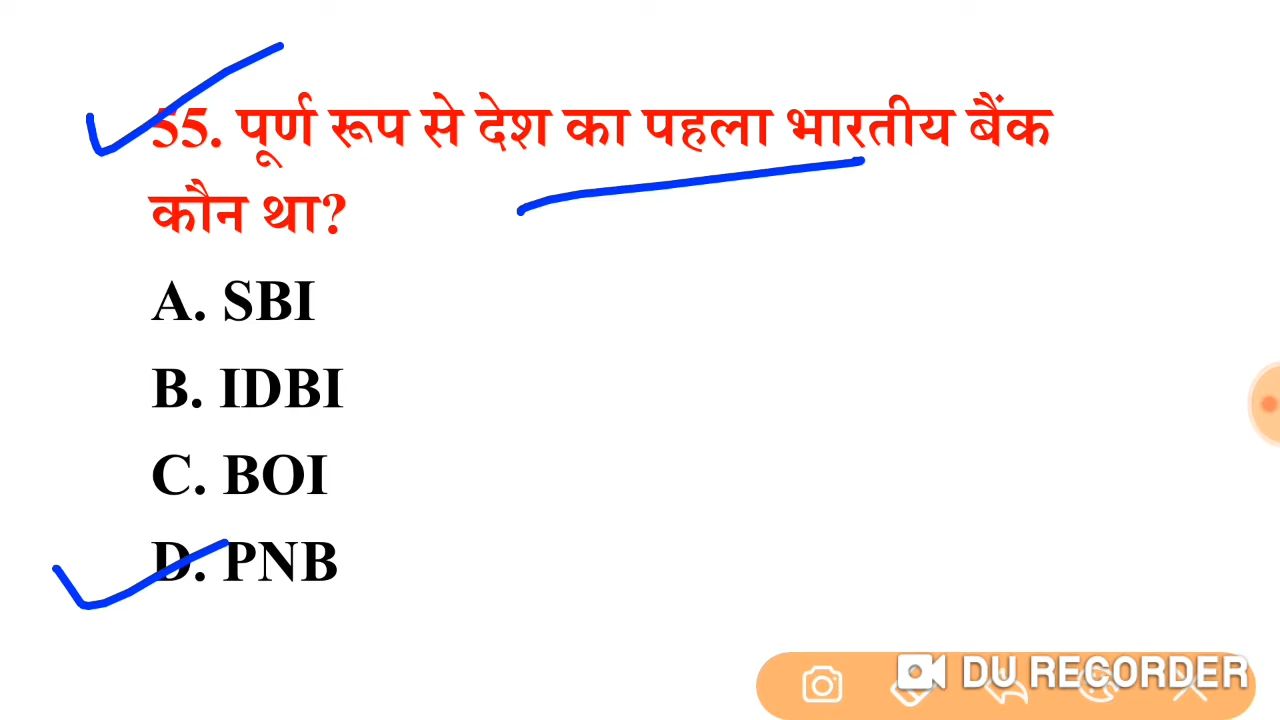 55. पूर्ण रूप से देश का पहला भारतीय बैंक
कौन था?
A. SBI
B. IDBI
C. BOI
D. PNB
DU RECORDER